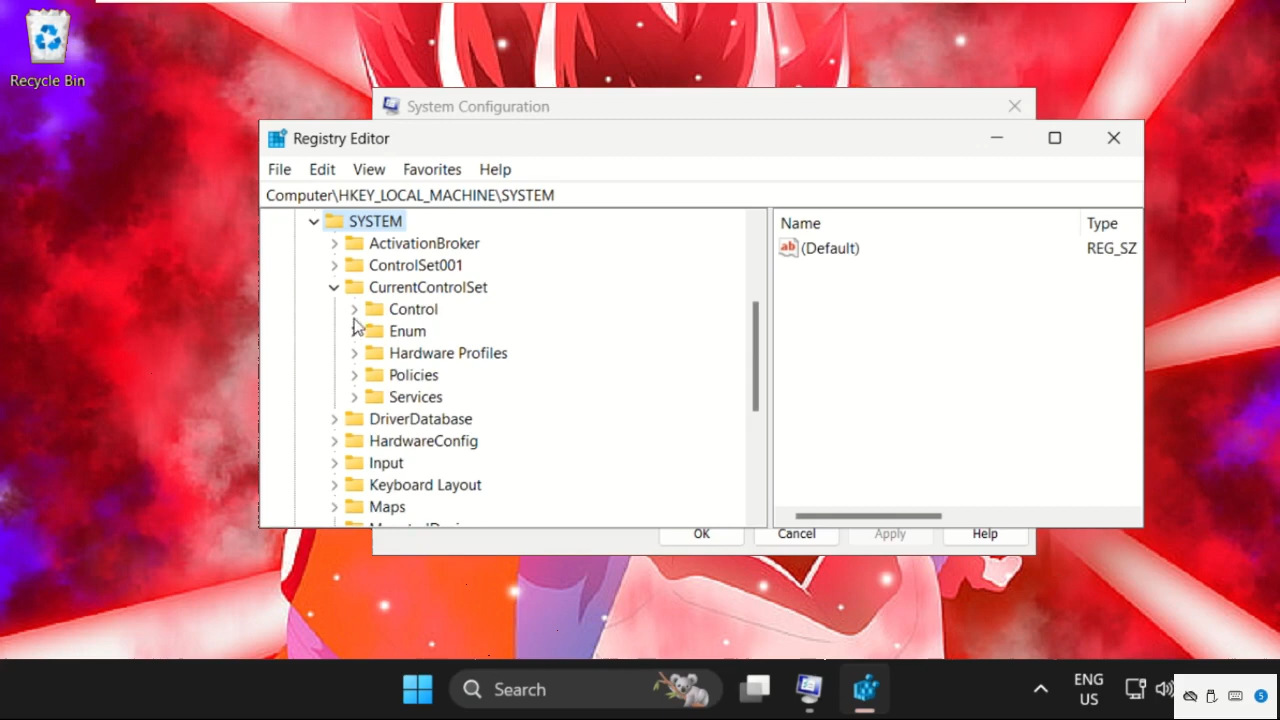 Recycle Bin
System Configuration
Registry Editor
File Edit View Favorites Help
Computer\HKEY_LOCAL_MACHINE\SYSTEM
SYSTEM
ActivationBroker
ControlSet001
CurrentControlSet
Control
Enum
Hardware Profiles
Policies
Services
DriverDatabase
HardwareConfig
Input
Keyboard Layout
Maps
Name Type
ab (Default) REG_SZ
OK Cancel Apply Help
Search
ENG
US
5